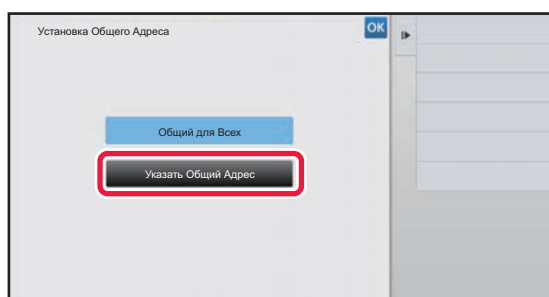 Установка Общего Адреса
OK
Общий для Всех
Указать Общий Адрес